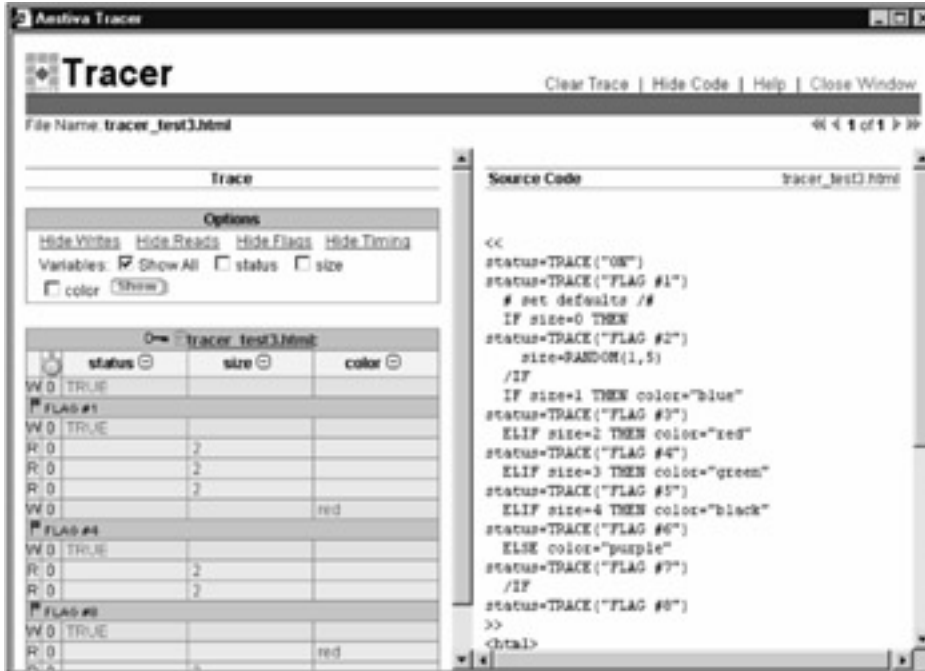 Aestiva Tracer
Tracer
Clear Trace | Hide Code | Help | Close Window
File Name: tracer_test3.html
1 of 1
Trace
Options
Hide Writes Hide Reads Hide Flags Hide Timing
Variables: Show All status size
color Show
tracer_test3.html
status size color
W 0 TRUE
FLAG #1
W 0 TRUE
R 0 2
R 0 2
R 0 2
W 0 red
FLAG #4
W 0 TRUE
R 0 2
R 0 2
FLAG #8
W 0 TRUE
R 0 red
Source Code tracer_test3.html
<<
status=TRACE("ON")
status=TRACE("FLAG #1")
# set defaults /#
IF size=0 THEN
status=TRACE("FLAG #2")
size=RANDOM(1,5)
/IF
IF size=1 THEN color="blue"
status=TRACE("FLAG #3")
ELIF size=2 THEN color="red"
status=TRACE("FLAG #4")
ELIF size=3 THEN color="green"
status=TRACE("FLAG #5")
ELIF size=4 THEN color="black"
status=TRACE("FLAG #6")
ELSE color="purple"
status=TRACE("FLAG #7")
/IF
status=TRACE("FLAG #8")
>>
<html>